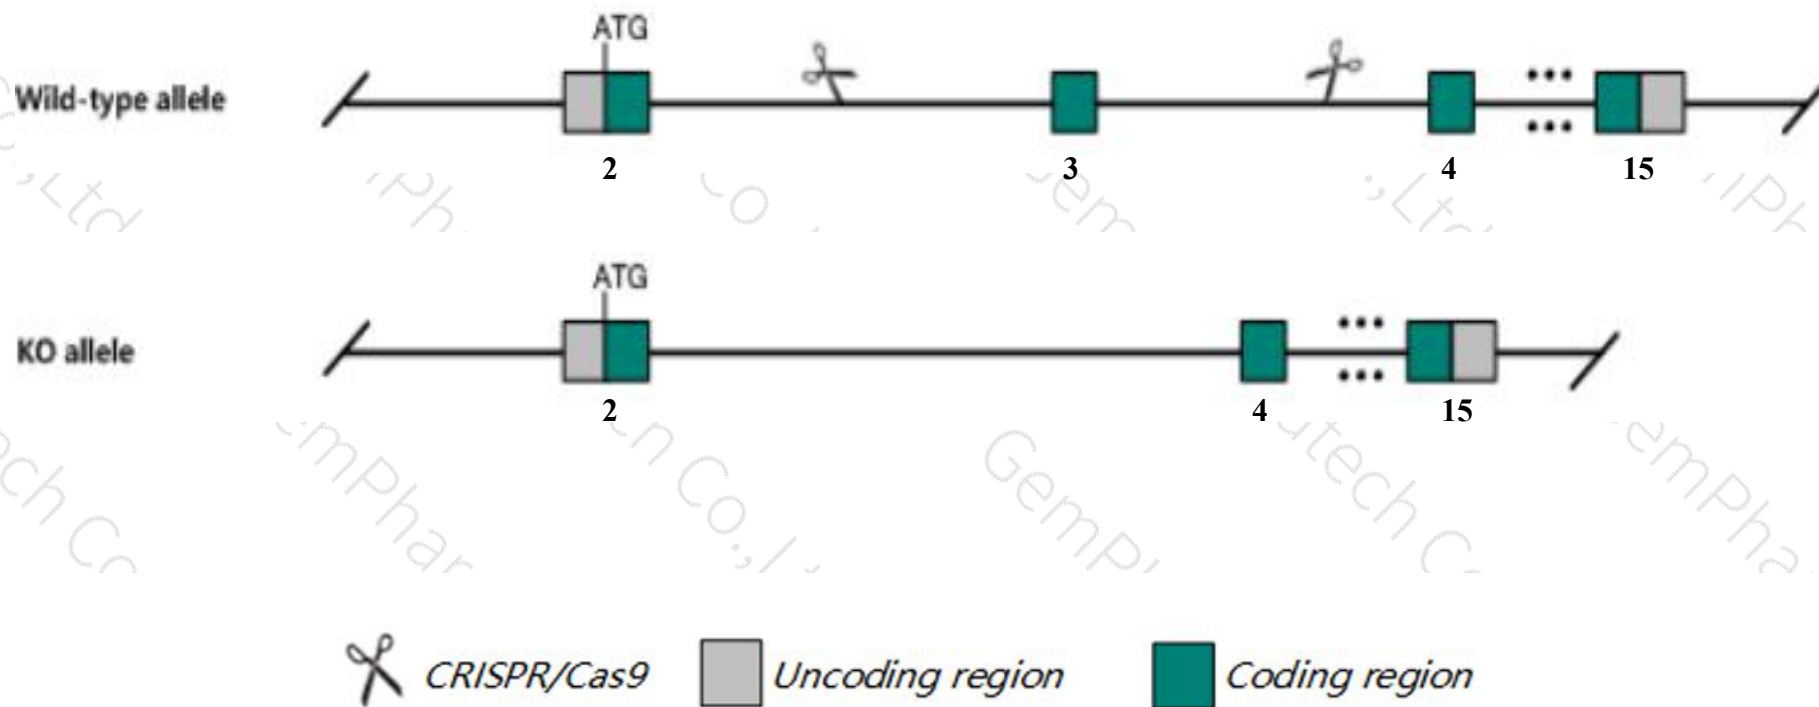 ATG
Wild-type allele
2 3 4 15
ATG
KO allele
2 4 15
CRISPR/Cas9 Uncoding region Coding region